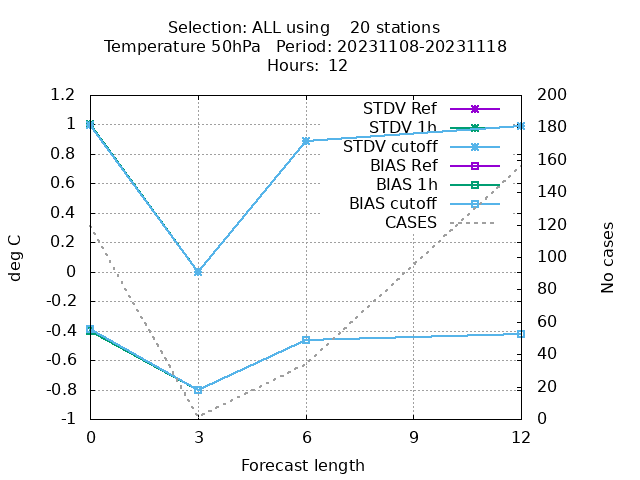 Selection: ALL using 20 stations
Temperature 50hPa Period: 20231108-20231118
Hours: 12
1.2
1
0.8
0.6
0.4
0.2
0
-0.2
-0.4
-0.6
-0.8
-1
deg C
STDV Ref
STDV 1h
STDV cutoff
BIAS Ref
BIAS 1h
BIAS cutoff
CASES
200
180
160
140
120
100
80
60
40
20
0
No cases
0 3 6 9 12
Forecast length